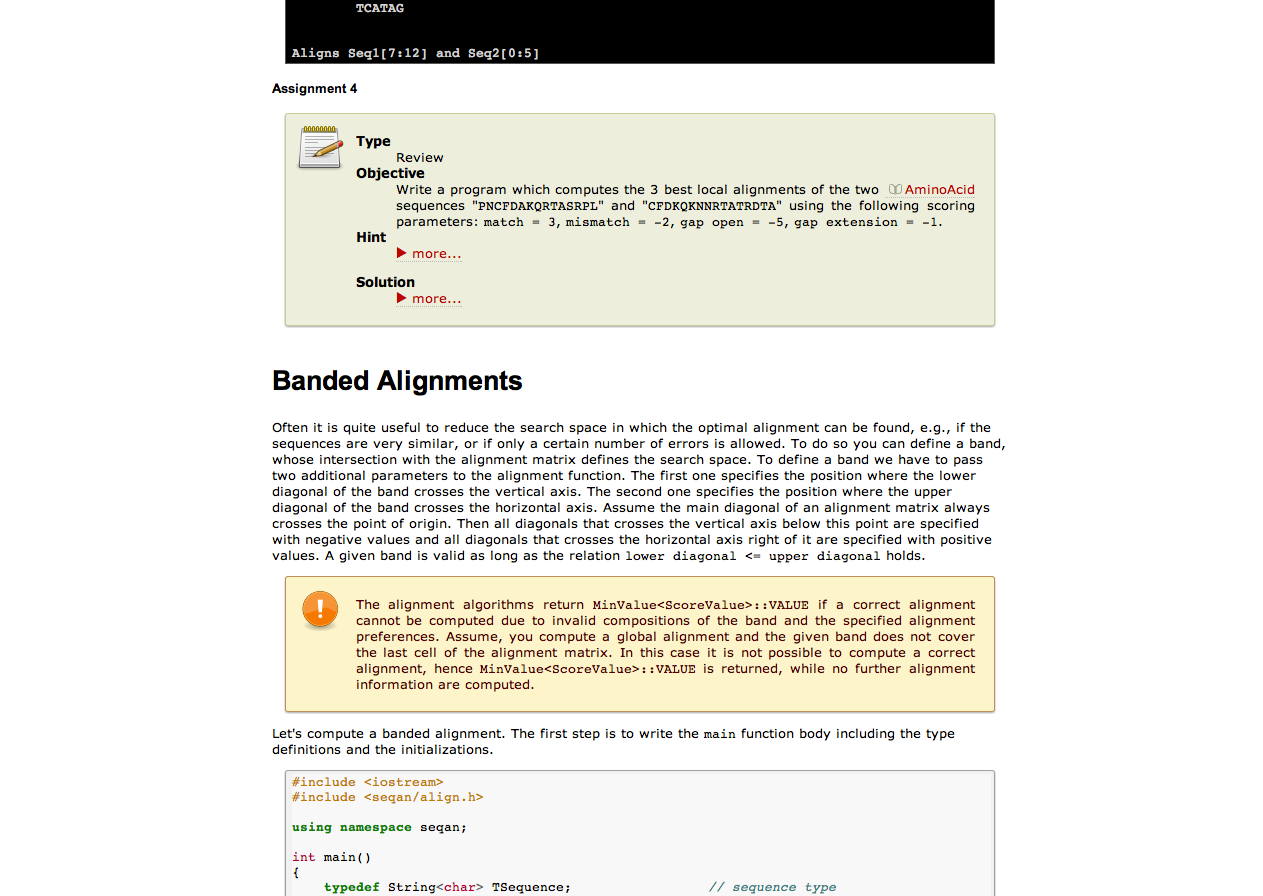 TCATAG
Aligns Seq1[7:12] and Seq2[0:5]
Assignment 4
Type
Review
Objective
Write a program which computes the 3 best local alignments of the two AminoAcid
sequences "PNCFDAKQRTASRPL" and "CFDKQKNNRTATRDTA" using the following scoring
parameters: match = 3, mismatch = -2, gap open = -5, gap extension = -1.
Hint
▶ more...
Solution
▶ more...
Banded Alignments
Often it is quite useful to reduce the search space in which the optimal alignment can be found, e.g., if the
sequences are very similar, or if only a certain number of errors is allowed. To do so you can define a band,
whose intersection with the alignment matrix defines the search space. To define a band we have to pass
two additional parameters to the alignment function. The first one specifies the position where the lower
diagonal of the band crosses the vertical axis. The second one specifies the position where the upper
diagonal of the band crosses the horizontal axis. Assume the main diagonal of an alignment matrix always
crosses the point of origin. Then all diagonals that crosses the vertical axis below this point are specified
with negative values and all diagonals that crosses the horizontal axis right of it are specified with positive
values. A given band is valid as long as the relation lower diagonal <= upper diagonal holds.
The alignment algorithms return MinValue<ScoreValue>::VALUE if a correct alignment
cannot be computed due to invalid compositions of the band and the specified alignment
preferences. Assume, you compute a global alignment and the given band does not cover
the last cell of the alignment matrix. In this case it is not possible to compute a correct
alignment, hence MinValue<ScoreValue>::VALUE is returned, while no further alignment
information are computed.
Let's compute a banded alignment. The first step is to write the main function body including the type
definitions and the initializations.
#include <iostream>
#include <seqan/align.h>
using namespace seqan;
int main()
{
typedef String<char> TSequence; // sequence type